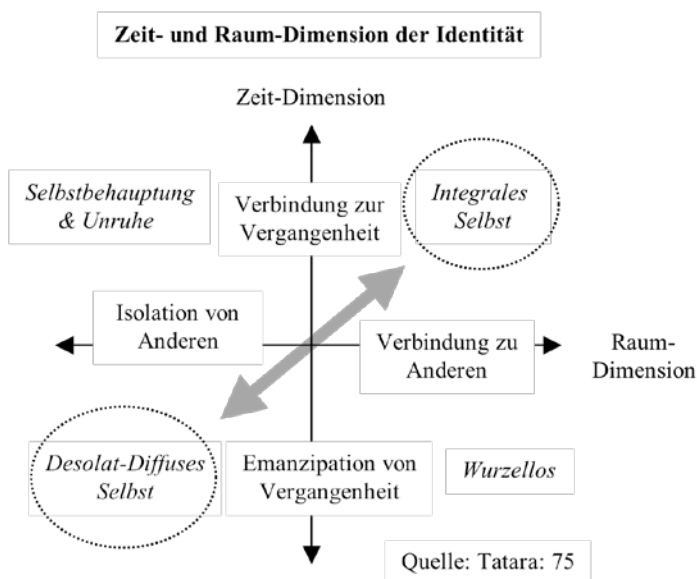 Zeit- und Raum-Dimension der Identität
Zeit-Dimension
Selbstbehauptung
& Unruhe
Verbindung zur
Vergangenheit
Integrales
Selbst
Isolation von
Anderen
Verbindung zu
Anderen
Raum-
Dimension
Desolat-Diffuses
Selbst
Emanzipation von
Vergangenheit
Wurzellos
Quelle: Tatara: 75